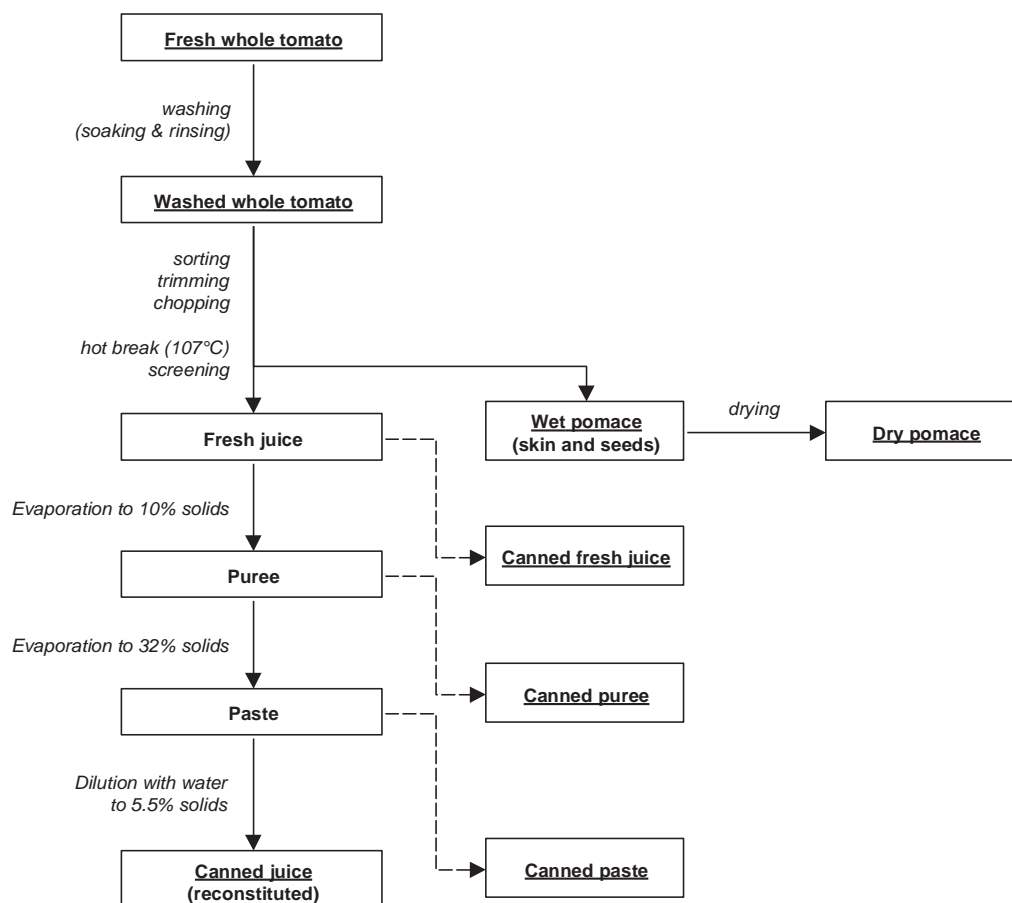 Fresh whole tomato
washing
(soaking & rinsing)
Washed whole tomato
sorting
trimming
chopping
hot break (107°C)
screening
Fresh juice
Wet pomace
(skin and seeds)
drying
Dry pomace
Evaporation to 10% solids
Canned fresh juice
Puree
Evaporation to 32% solids
Canned puree
Paste
Dilution with water
to 5.5% solids
Canned juice
(reconstituted)
Canned paste